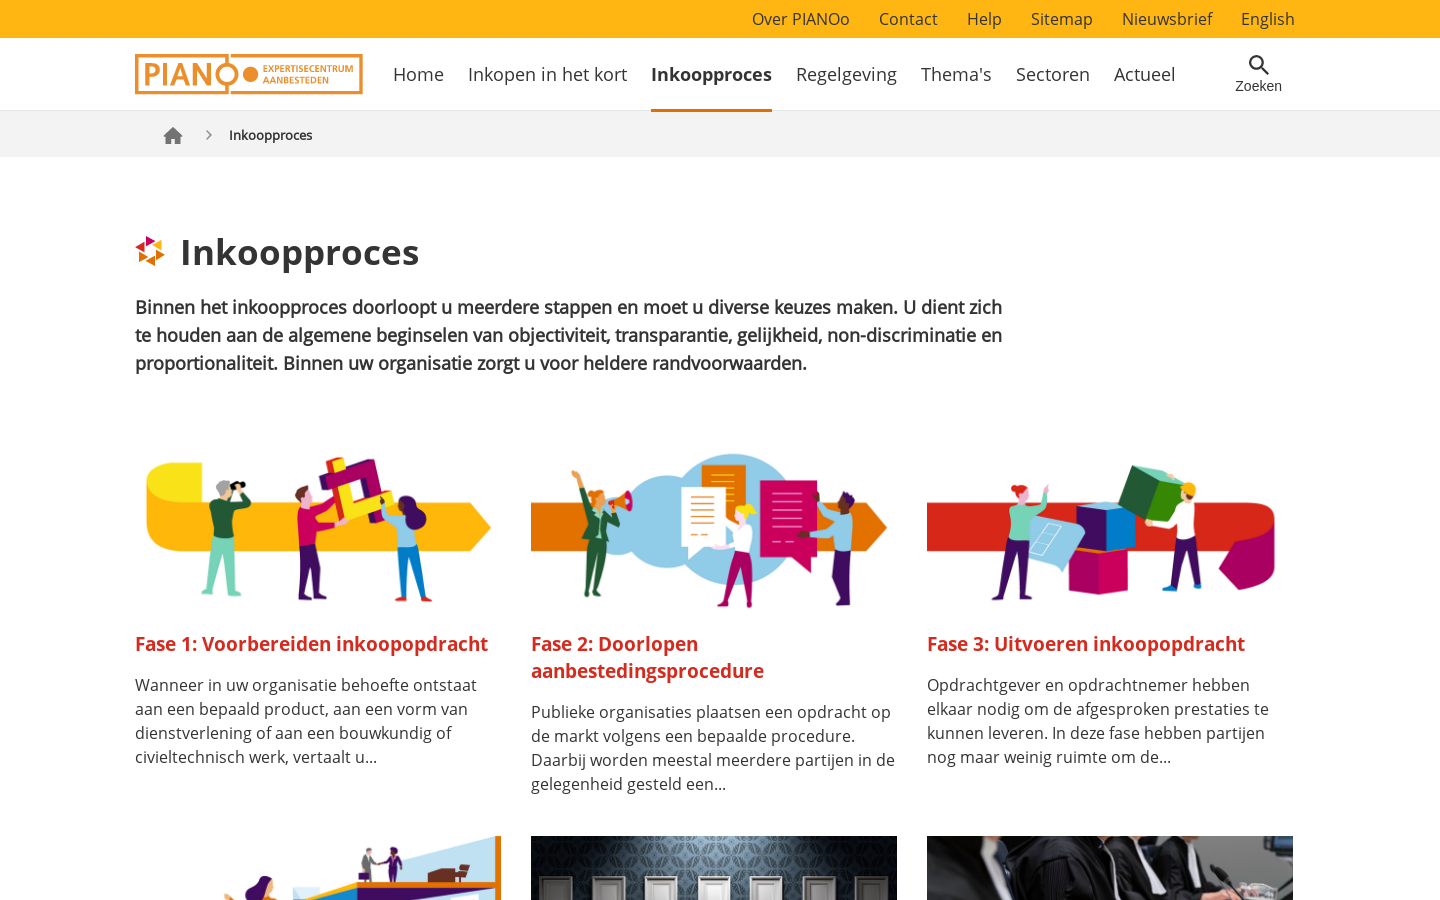 Over PIANOo Contact Help Sitemap Nieuwsbrief English
PIANOo EXPERTISECENTRUM
AANBESTEDEN
Home Inkopen in het kort Inkoopproces Regelgeving Thema's Sectoren Actueel
Zoeken
Inkoopproces
Inkoopproces
Binnen het inkoopproces doorloopt u meerdere stappen en moet u diverse keuzes maken. U dient zich
te houden aan de algemene beginselen van objectiviteit, transparantie, gelijkheid, non-discriminatie en
proportionaliteit. Binnen uw organisatie zorgt u voor heldere randvoorwaarden.
Fase 1: Voorbereiden inkoopopdracht
Wanneer in uw organisatie behoefte ontstaat
aan een bepaald product, aan een vorm van
dienstverlening of aan een bouwkundig of
civieltechnisch werk, vertaalt u...
Fase 2: Doorlopen
aanbestedingsprocedure
Publieke organisaties plaatsen een opdracht op
de markt volgens een bepaalde procedure.
Daarbij worden meestal meerdere partijen in de
gelegenheid gesteld een...
Fase 3: Uitvoeren inkoopopdracht
Opdrachtgever en opdrachtnemer hebben
elkaar nodig om de afgesproken prestaties te
kunnen leveren. In deze fase hebben partijen
nog maar weinig ruimte om de...